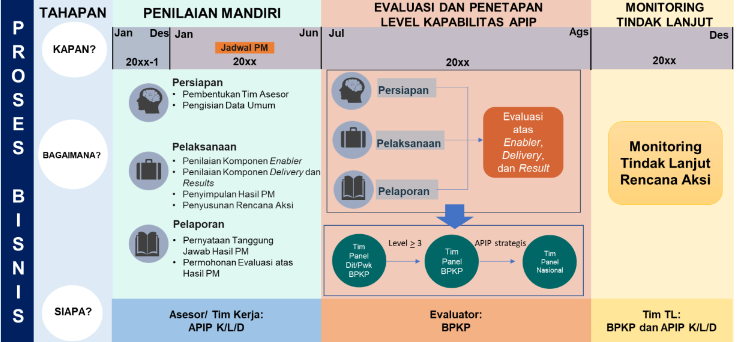 PROSES BISNIS
TAHAPAN
PENILAIAN MANDIRI
EVALUASI DAN PENETAPAN
LEVEL KAPABILITAS APIP
MONITORING
TINDAK LANJUT
KAPAN?
Jan Des
20xx-1
Jan Jun
Jadwal PM
20xx
Jul Ags
20xx
Des
20xx
BAGAIMANA?
Persiapan
• Pembentukan Tim Asesor
• Pengisian Data Umum
Pelaksanaan
• Penilaian Komponen Enabler
• Penilaian Komponen Delivery dan
Results
• Penyimpulan Hasil PM
• Penyusunan Rencana Aksi
Pelaporan
• Pernyataan Tanggung
Jawab Hasil PM
• Permohonan Evaluasi atas
Hasil PM
Persiapan
Pelaksanaan
Pelaporan
Evaluasi
atas
Enabler,
Delivery,
dan Result
Tim
Panel
Dit/Pwk
BPKP
Level ≥ 3
Tim
Panel
BPKP
APIP strategis
Tim
Panel
Nasional
Monitoring
Tindak Lanjut
Rencana Aksi
SIAPA?
Asesor/ Tim Kerja:
APIP K/L/D
Evaluator:
BPKP
Tim TL:
BPKP dan APIP K/L/D